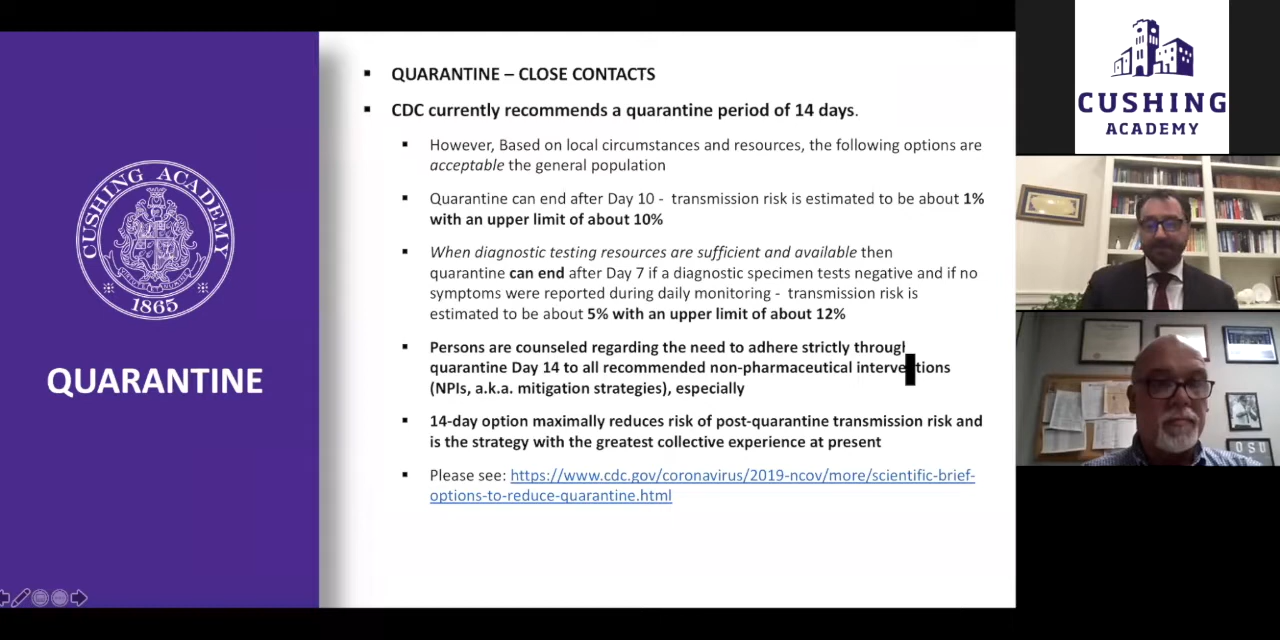 CUSHING ACADEMY
1865
QUARANTINE
QUARANTINE – CLOSE CONTACTS
CDC currently recommends a quarantine period of 14 days.
However, Based on local circumstances and resources, the following options are
acceptable the general population
Quarantine can end after Day 10 - transmission risk is estimated to be about 1%
with an upper limit of about 10%
When diagnostic testing resources are sufficient and available then
quarantine can end after Day 7 if a diagnostic specimen tests negative and if no
symptoms were reported during daily monitoring - transmission risk is
estimated to be about 5% with an upper limit of about 12%
Persons are counseled regarding the need to adhere strictly through
quarantine Day 14 to all recommended non-pharmaceutical interventions
(NPIs, a.k.a. mitigation strategies), especially
14-day option maximally reduces risk of post-quarantine transmission risk and
is the strategy with the greatest collective experience at present
Please see: https://www.cdc.gov/coronavirus/2019-ncov/more/scientific-brief-
options-to-reduce-quarantine.html
CUSHING
ACADEMY
OSU